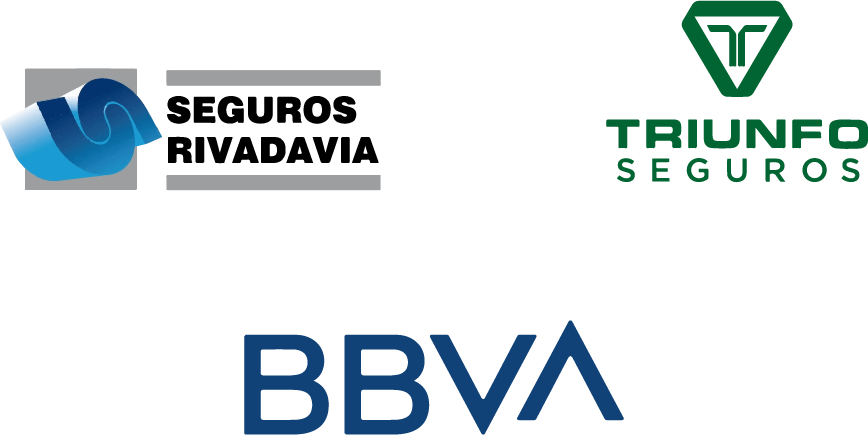 SEGUROS
RIVADAVIA
TRIUNFO
SEGUROS
BBVA